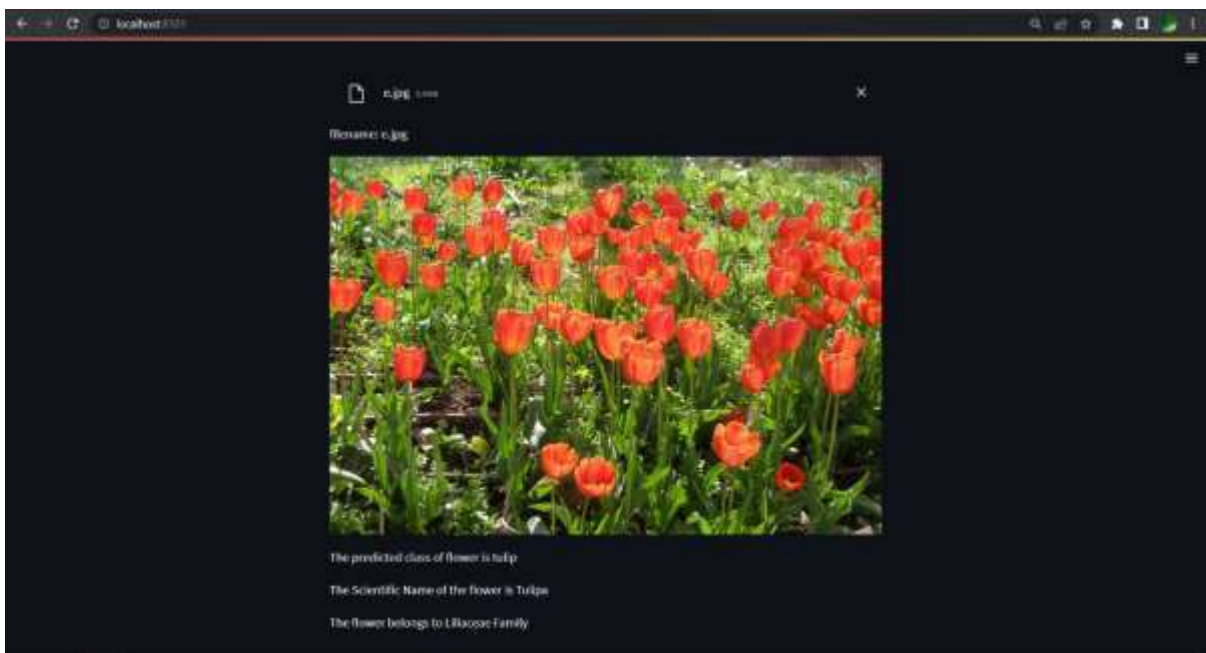 localhost
e.jpg
filename: e.jpg
The predicted class of flower is tulip
The Scientific Name of the flower is Tulipa
The flower belongs to Liliaceae Family